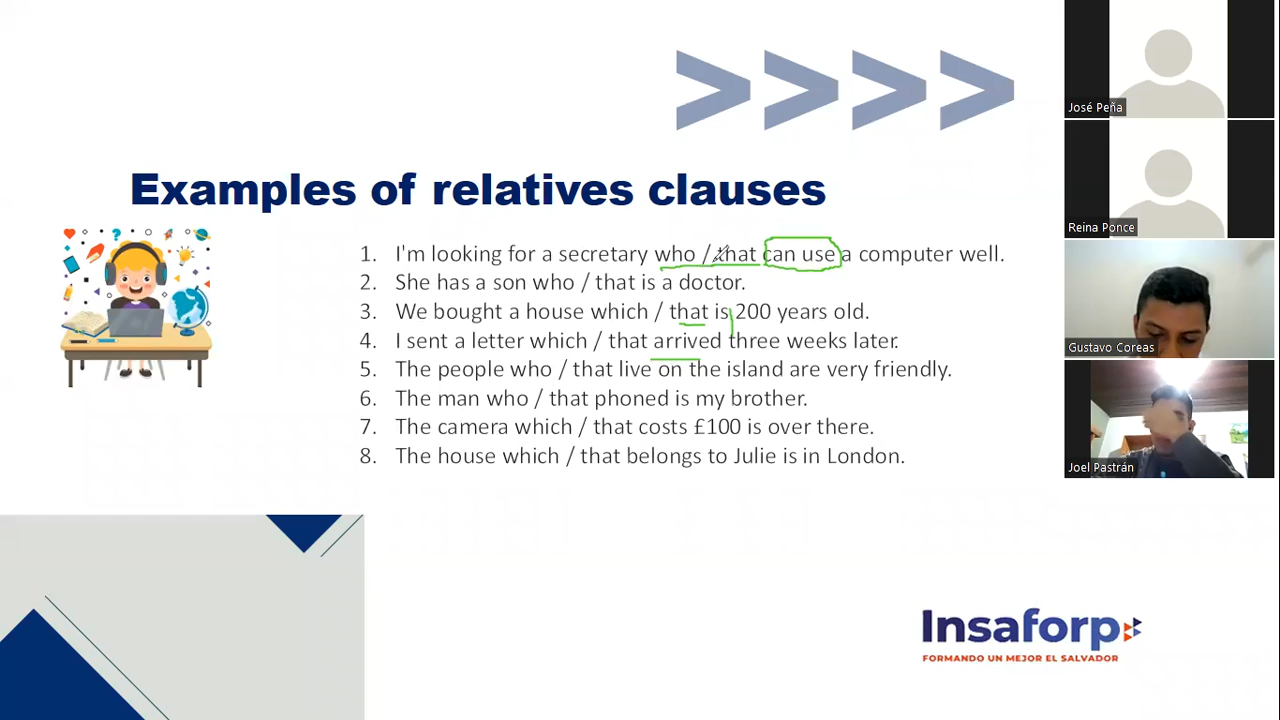 Examples of relatives clauses
1. I'm looking for a secretary who / that can use a computer well.
2. She has a son who / that is a doctor.
3. We bought a house which / that is 200 years old.
4. I sent a letter which / that arrived three weeks later.
5. The people who / that live on the island are very friendly.
6. The man who / that phoned is my brother.
7. The camera which / that costs £100 is over there.
8. The house which / that belongs to Julie is in London.
Insaforp
FORMANDO UN MEJOR EL SALVADOR
José Peña
Reina Ponce
Gustavo Coreas
Joel Pastrán